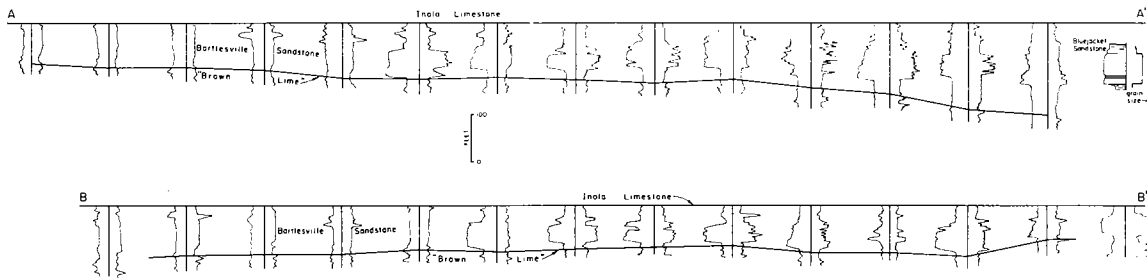 A
Inola Limestone
A'
Bartlesville Sandstone
"Brown Lime"
Bluejacket
Sandstone
grain
size
100
FEET
0
B
Inola Limestone
B'
Bartlesville Sandstone
"Brown Lime"